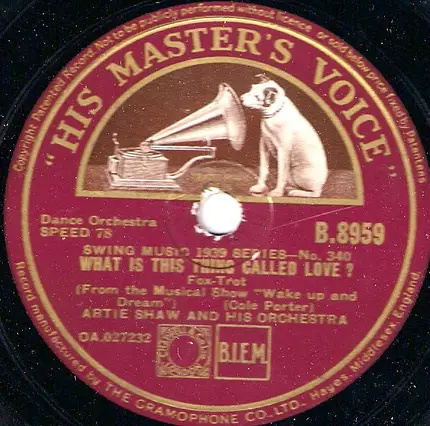 Copyright Patented Record. Not to be publicly performed without licence or sold below price fixed by Patentees
"HIS MASTER'S VOICE"
Dance Orchestra
SPEED 78
B.8959
SWING MUSIC 1939 SERIES—No. 340
WHAT IS THIS THING CALLED LOVE?
Fox-Trot
(From the Musical Show "Wake up and
Dream") (Cole Porter)
ARTIE SHAW AND HIS ORCHESTRA
OA.027232
B.I.E.M.
Record manufactured by THE GRAMOPHONE CO., LTD. Hayes, Middlesex England.